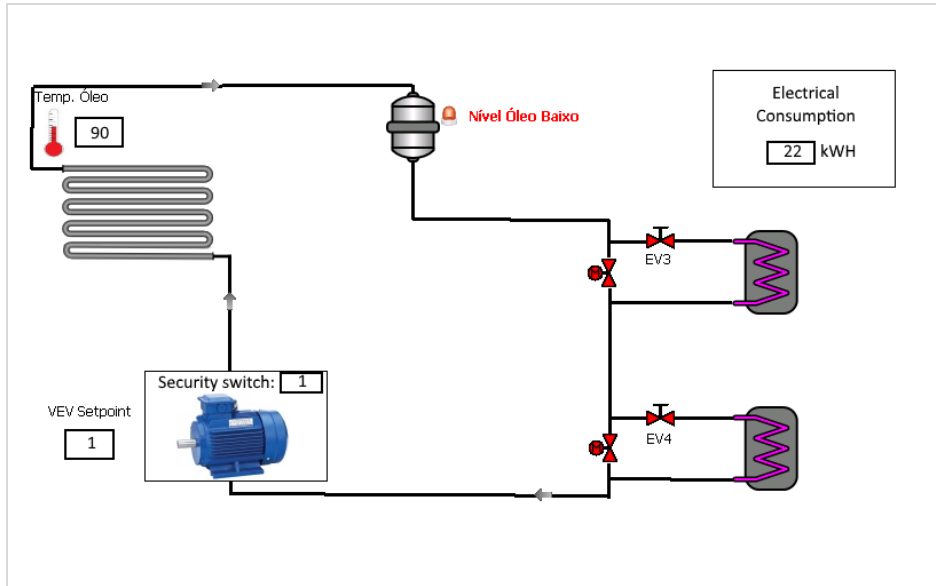 Temp. Óleo
90
Nível Óleo Baixo
Electrical
Consumption
22 kWH
EV3
M
Security switch: 1
VEV Setpoint
1
EV4
M